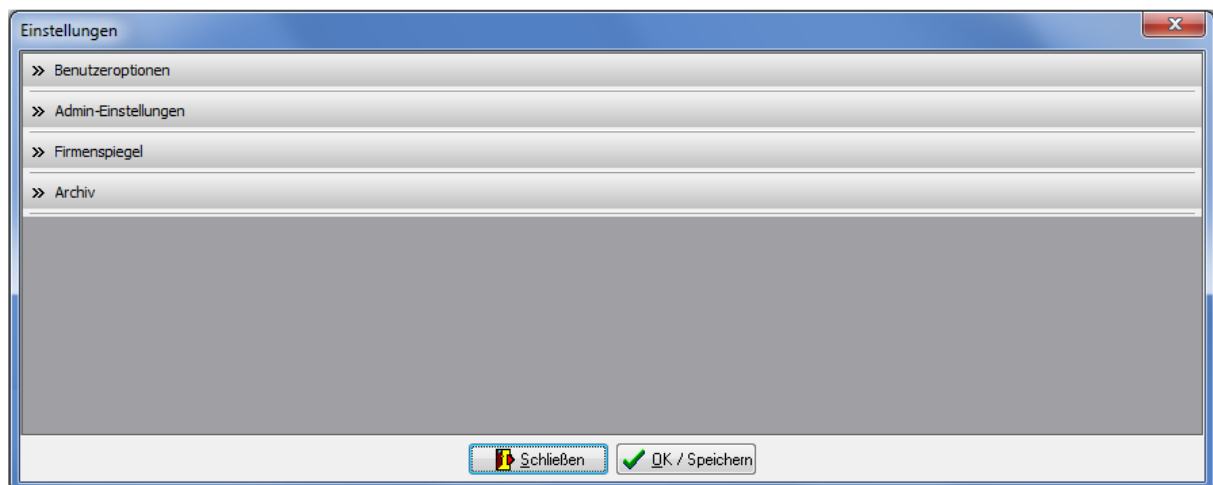 Einstellungen
Benutzeroptionen
Admin-Einstellungen
Firmenspiegel
Archiv
Schließen
OK / Speichern